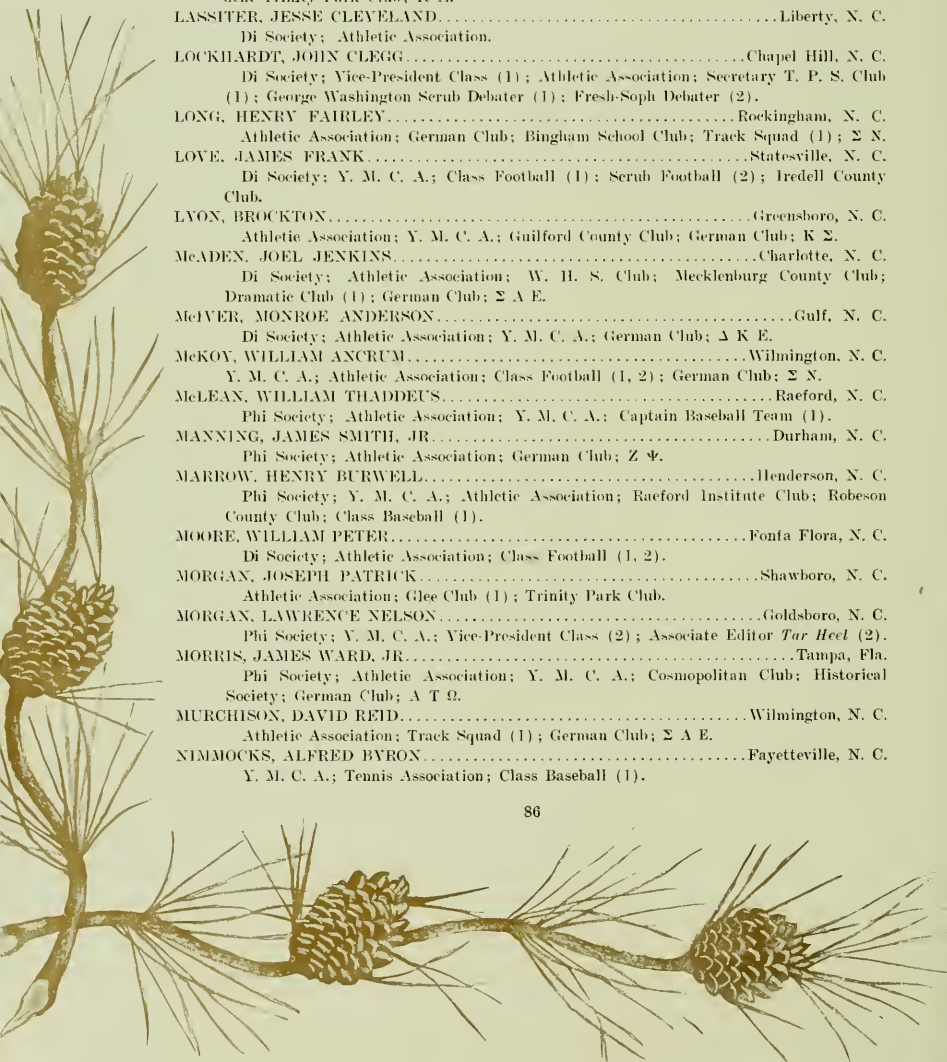 LASSITER, JESSE CLEVELAND........................................Liberty, N. C.
Di Society; Athletic Association.
LOCKHARDT, JOHN CLEGG........................................Chapel Hill, N. C.
Di Society; Vice-President Class (1); Athletic Association; Secretary T. P. S. Club
(1); George Washington Scrub Debater (1); Fresh-Soph Debater (2).
LONG, HENRY FAIRLEY........................................Rockingham, N. C.
Athletic Association; German Club; Bingham School Club; Track Squad (1); Σ N.
LOVE, JAMES FRANK........................................Statesville, N. C.
Di Society; Y. M. C. A.; Class Football (1); Scrub Football (2); Iredell County
Club.
LYON, BROCKTON........................................Greensboro, N. C.
Athletic Association; Y. M. C. A.; Guilford County Club; German Club; K Σ.
McADEN, JOEL JENKINS........................................Charlotte, N. C.
Di Society; Athletic Association; W. H. S. Club; Mecklenburg County Club;
Dramatic Club (1); German Club; Σ A E.
McIVER, MONROE ANDERSON........................................Gulf, N. C.
Di Society; Athletic Association; Y. M. C. A.; German Club; Δ K E.
McKOY, WILLIAM ANCRUM........................................Wilmington, N. C.
Y. M. C. A.; Athletic Association; Class Football (1, 2); German Club; Σ N.
McLEAN, WILLIAM THADDEUS........................................Raeford, N. C.
Phi Society; Athletic Association; Y. M. C. A.; Captain Baseball Team (1).
MANNING, JAMES SMITH, JR........................................Durham, N. C.
Phi Society; Athletic Association; German Club; Z Ψ.
MARROW, HENRY BURWELL........................................Henderson, N. C.
Phi Society; Y. M. C. A.; Athletic Association; Raeford Institute Club; Robeson
County Club; Class Baseball (1).
MOORE, WILLIAM PETER........................................Fonta Flora, N. C.
Di Society; Athletic Association; Class Football (1, 2).
MORGAN, JOSEPH PATRICK........................................Shawboro, N. C.
Athletic Association; Glee Club (1); Trinity Park Club.
MORGAN, LAWRENCE NELSON........................................Goldsboro, N. C.
Phi Society; Y. M. C. A.; Vice-President Class (2); Associate Editor Tar Heel (2).
MORRIS, JAMES WARD, JR........................................Tampa, Fla.
Phi Society; Athletic Association; Y. M. C. A.; Cosmopolitan Club; Historical
Society; German Club; A T Ω.
MURCHISON, DAVID REID........................................Wilmington, N. C.
Athletic Association; Track Squad (1); German Club; Σ A E.
NIMMOCKS, ALFRED BYRON........................................Fayetteville, N. C.
Y. M. C. A.; Tennis Association; Class Baseball (1).
86